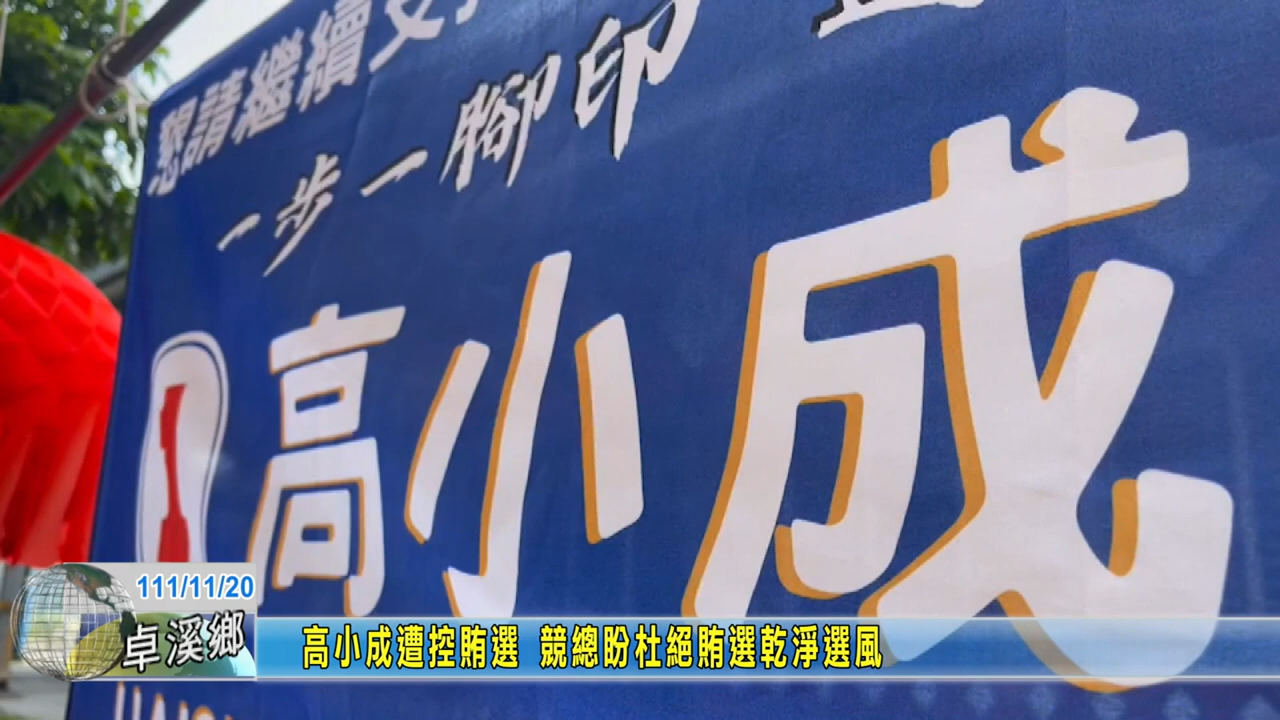 懇請繼續支
一步一腳印
1
高小成
111/11/20
卓溪鄉
高小成遭控賄選 競總盼杜絕賄選乾淨選風